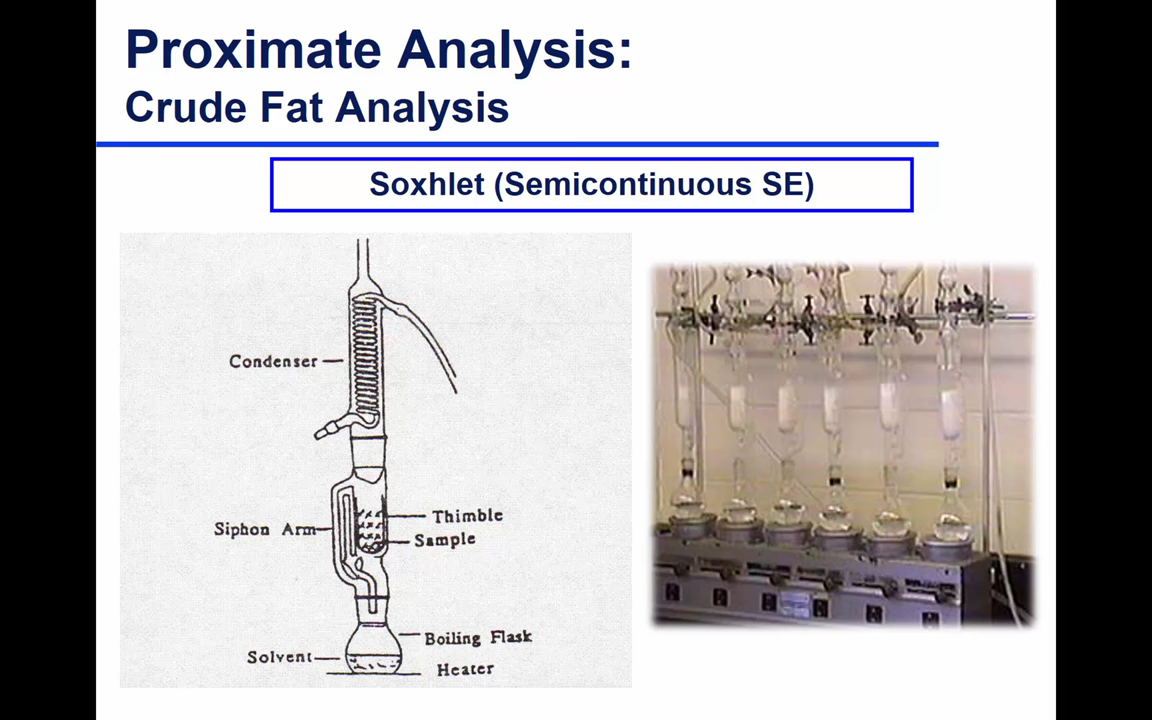 Proximate Analysis:
Crude Fat Analysis
Soxhlet (Semicontinuous SE)
Condenser
Siphon Arm
Thimble
Sample
Boiling Flask
Solvent
Heater